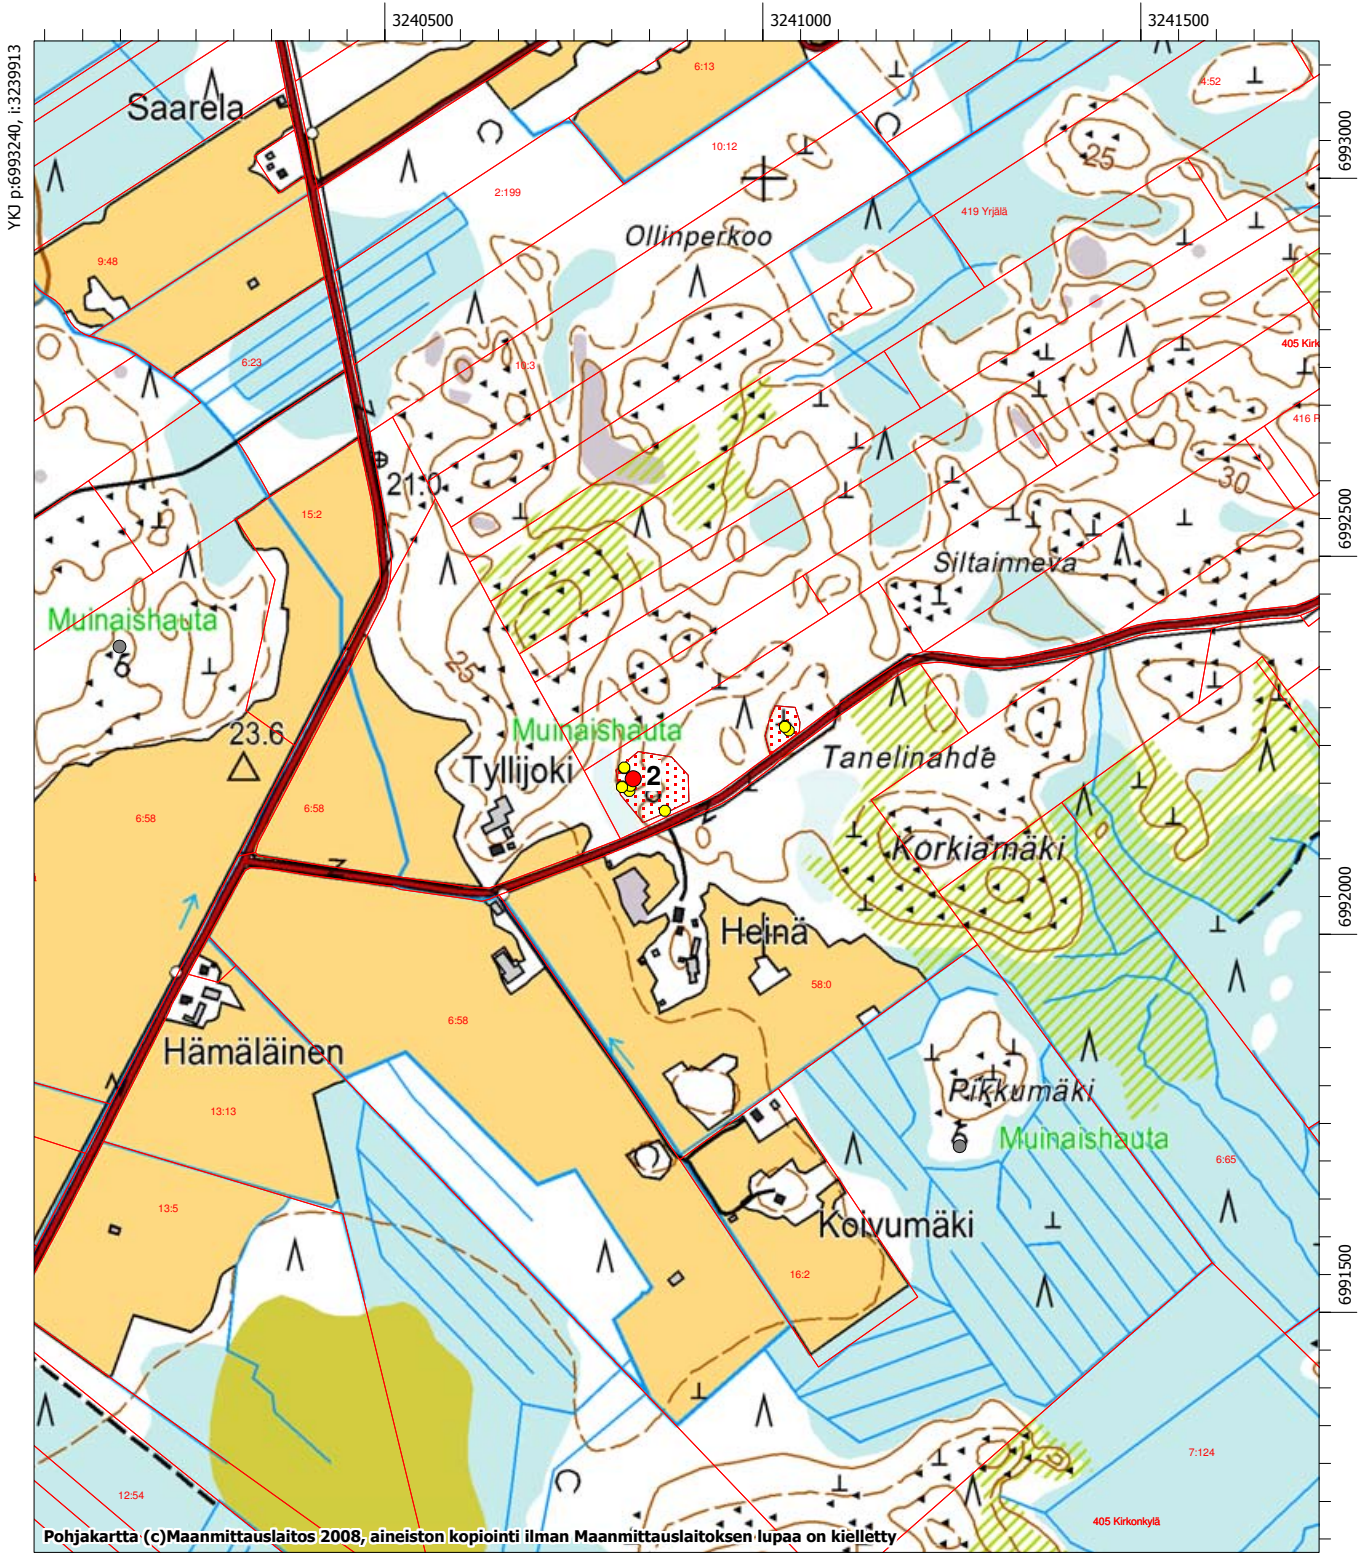 3240500
3241000
3241500
YKJ p:6993240, i:3239913
6993000
6992500
6992000
6991500
6:13
4:52
Saarela
10:12
25
2:199
419 Yrjälä
Ollinperkoo
9:48
6:23
10:3
405 Kirk
416 P
21.0
30
15:2
Siltainneva
Muinaishauta
6
25
23.6
Muinaishauta
Tyllijoki
2
Tanelinahde
6:58
6:58
Korkiamäki
Heinä
58:0
6:58
Hämäläinen
Pikkumäki
13:13
5
Muinaishauta
6:65
13:5
Koivumäki
16:2
7:124
12:54
405 Kirkonkylä
Pohjakartta (c)Maanmittauslaitos 2008, aineiston kopiointi ilman Maanmittauslaitoksen lupaa on kielletty